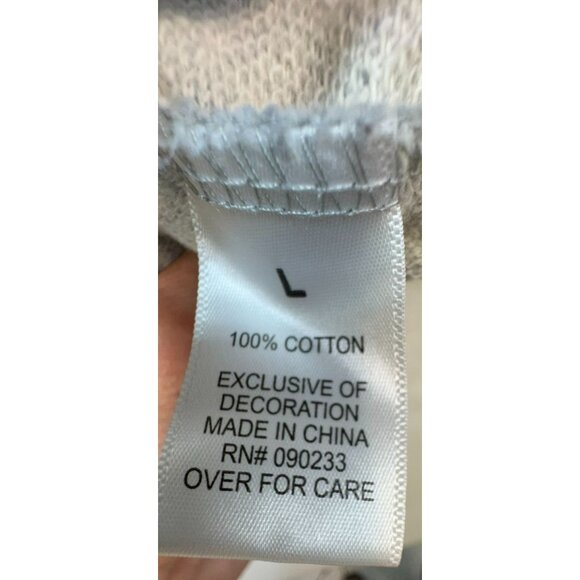 L
100% COTTON
EXCLUSIVE OF
DECORATION
MADE IN CHINA
RN# 090233
OVER FOR CARE